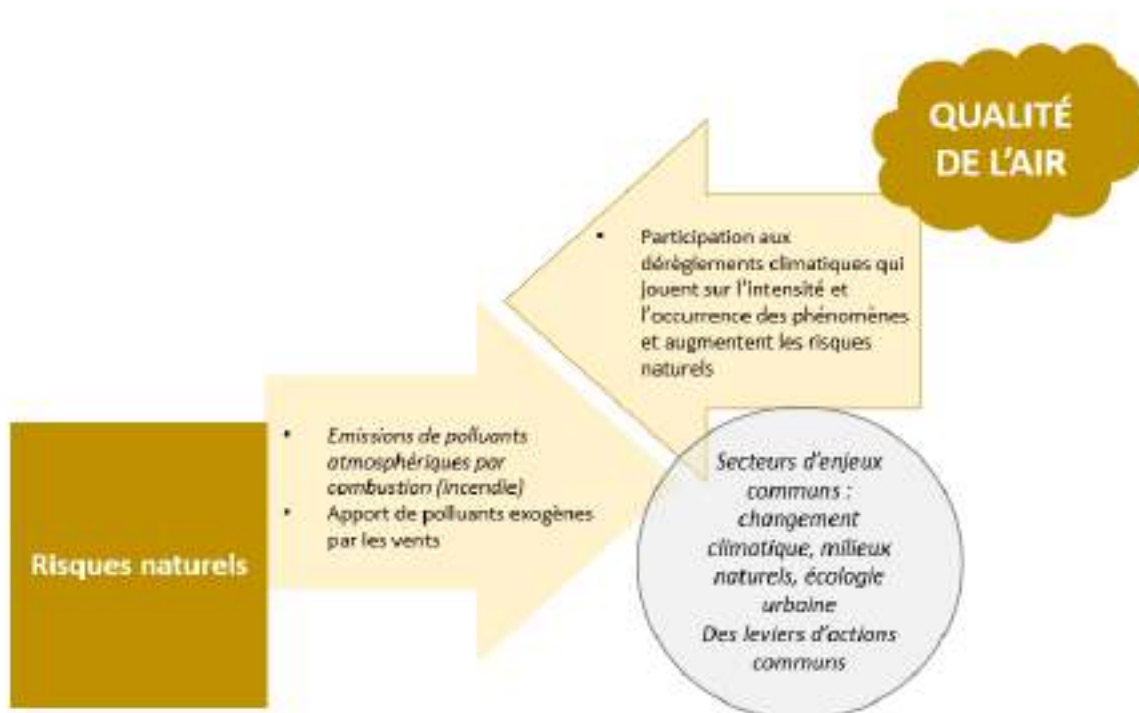 QUALITÉ
DE L'AIR
• Participation aux
dérèglements climatiques qui
jouent sur l'intensité et
l'occurrence des phénomènes
et augmentent les risques
naturels
• Emissions de polluants
atmosphériques par
combustion (incendie)
• Apport de polluants exogènes
par les vents
Risques naturels
Secteurs d'enjeux
communs :
changement
climatique, milieux
naturels, écologie
urbaine
Des leviers d'actions
communs